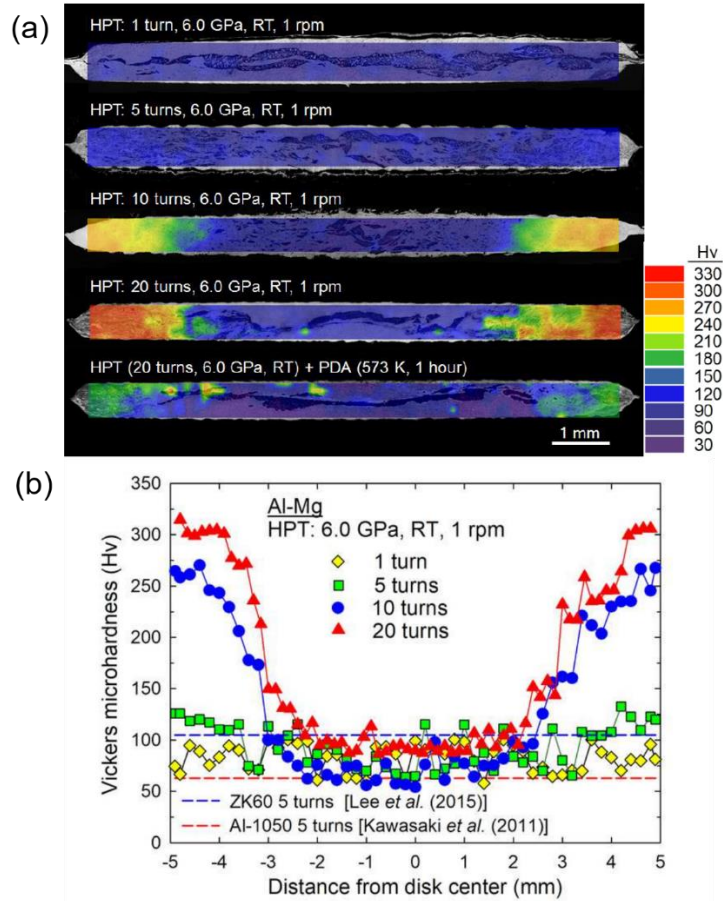 (a)
HPT: 1 turn, 6.0 GPa, RT, 1 rpm
HPT: 5 turns, 6.0 GPa, RT, 1 rpm
HPT: 10 turns, 6.0 GPa, RT, 1 rpm
HPT: 20 turns, 6.0 GPa, RT, 1 rpm
HPT (20 turns, 6.0 GPa, RT) + PDA (573 K, 1 hour)
1 mm
Hv
330
300
270
240
210
180
150
120
90
60
30
(b)
Vickers microhardness (Hv)
350
300
250
200
150
100
50
0
Al-Mg
HPT: 6.0 GPa, RT, 1 rpm
1 turn
5 turns
10 turns
20 turns
ZK60 5 turns [Lee et al. (2015)]
Al-1050 5 turns [Kawasaki et al. (2011)]
-5 -4 -3 -2 -1 0 1 2 3 4 5
Distance from disk center (mm)